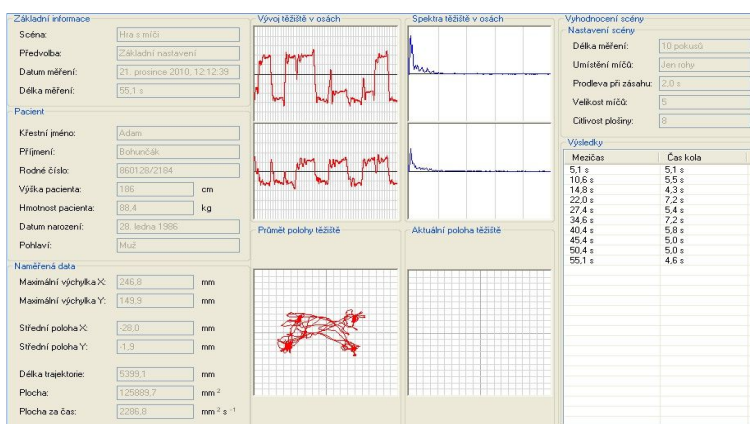 Základní informace
Scéna: Hra s míči
Předvolba: Základní nastavení
Datum měření: 21. prosince 2010, 12:12:39
Délka měření: 55,1 s
Pacient
Křestní jméno: Adam
Příjmení: Bohunčák
Rodné číslo: 860128/2184
Výška pacienta: 186 cm
Hmotnost pacienta: 88,4 kg
Datum narození: 28. ledna 1986
Pohlaví: Muž
Naměřená data
Maximální výchylka X: 246,8 mm
Maximální výchylka Y: 149,9 mm
Střední poloha X: -28,0 mm
Střední poloha Y: -1,9 mm
Délka trajektorie: 5399,1 mm
Plocha: 125889,7 mm 2
Plocha za čas: 2286,8 mm 2 s -1
Vývoj těžiště v osách
Spektra těžiště v osách
Průmět polohy těžiště
Aktuální poloha těžiště
Vyhodnocení scény
Nastavení scény
Délka měření: 10 pokusů
Umístění míčů: Jen rohy
Prodleva při zásahu: 2,0 s
Velikost míčů: 5
Citlivost plošiny: 8
Výsledky
Mezičas Čas kola
5,1 s 5,1 s
10,6 s 5,5 s
14,8 s 4,3 s
22,0 s 7,2 s
27,4 s 5,4 s
34,6 s 7,2 s
40,4 s 5,8 s
45,4 s 5,0 s
50,4 s 5,0 s
55,1 s 4,6 s